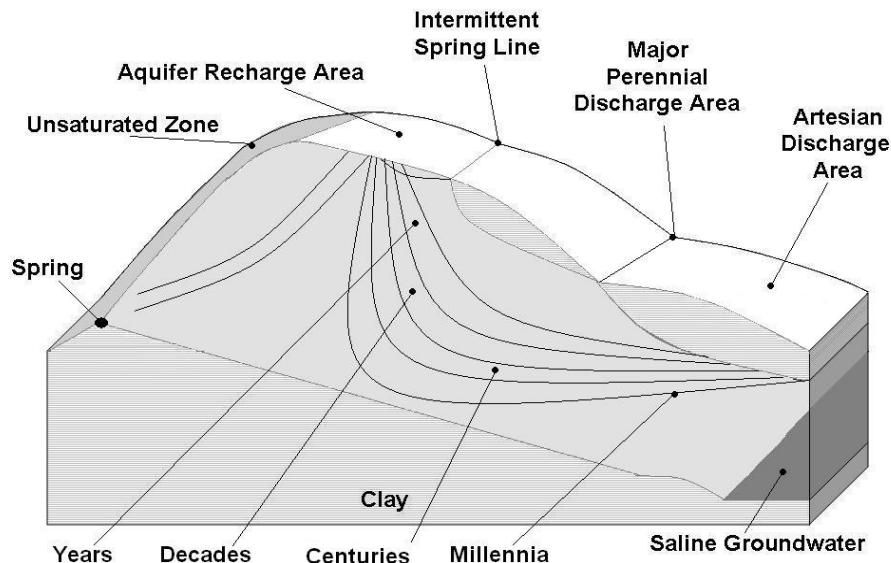 Intermittent
Spring Line
Major
Perennial
Discharge Area
Aquifer Recharge Area
Artesian
Discharge
Area
Unsaturated Zone
Spring
Clay
Years
Decades
Centuries
Millennia
Saline Groundwater